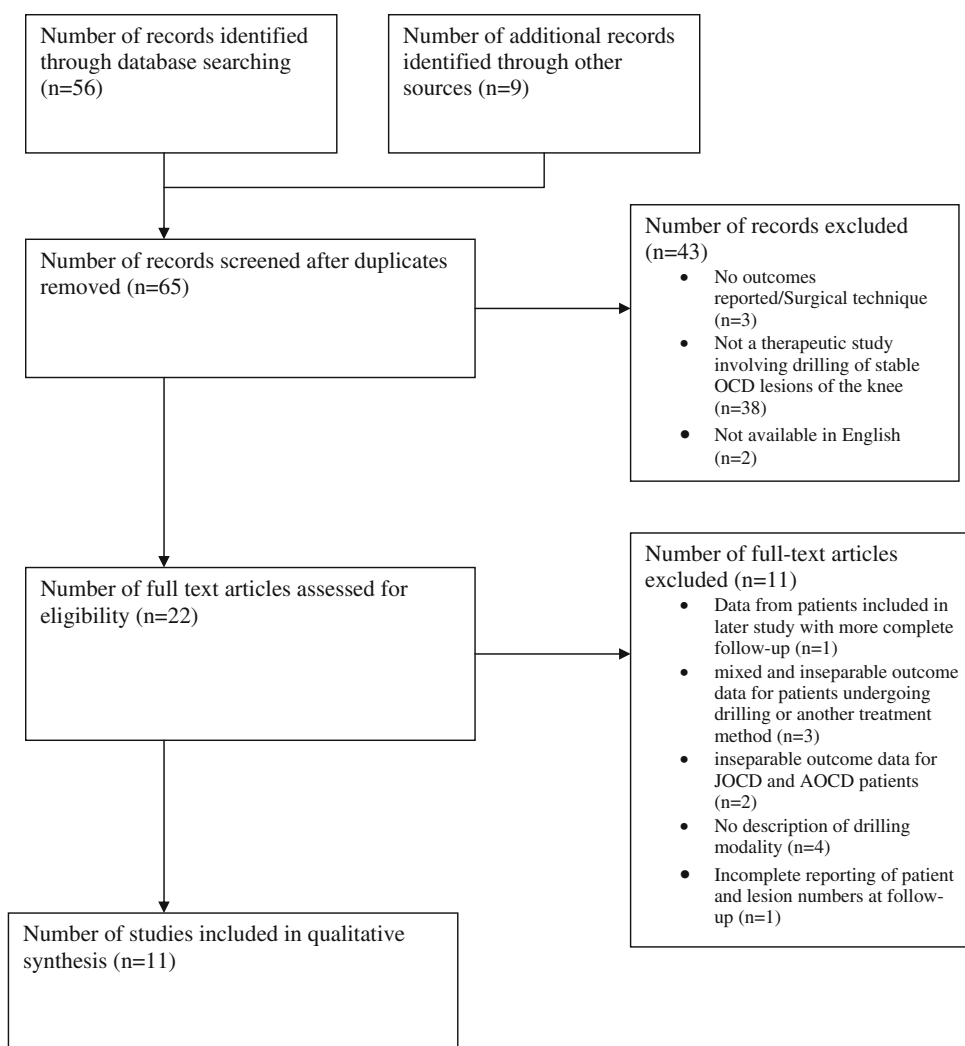 Number of records identified
through database searching
(n=56)
Number of additional records
identified through other
sources (n=9)
Number of records screened after duplicates
removed (n=65)
Number of records excluded
(n=43)
• No outcomes
reported/Surgical technique
(n=3)
• Not a therapeutic study
involving drilling of stable
OCD lesions of the knee
(n=38)
• Not available in English
(n=2)
Number of full text articles assessed for
eligibility (n=22)
Number of full-text articles
excluded (n=11)
• Data from patients included in
later study with more complete
follow-up (n=1)
• mixed and inseparable outcome
data for patients undergoing
drilling or another treatment
method (n=3)
• inseparable outcome data for
JOCD and AOCD patients
(n=2)
• No description of drilling
modality (n=4)
• Incomplete reporting of patient
and lesion numbers at follow-
up (n=1)
Number of studies included in qualitative
synthesis (n=11)